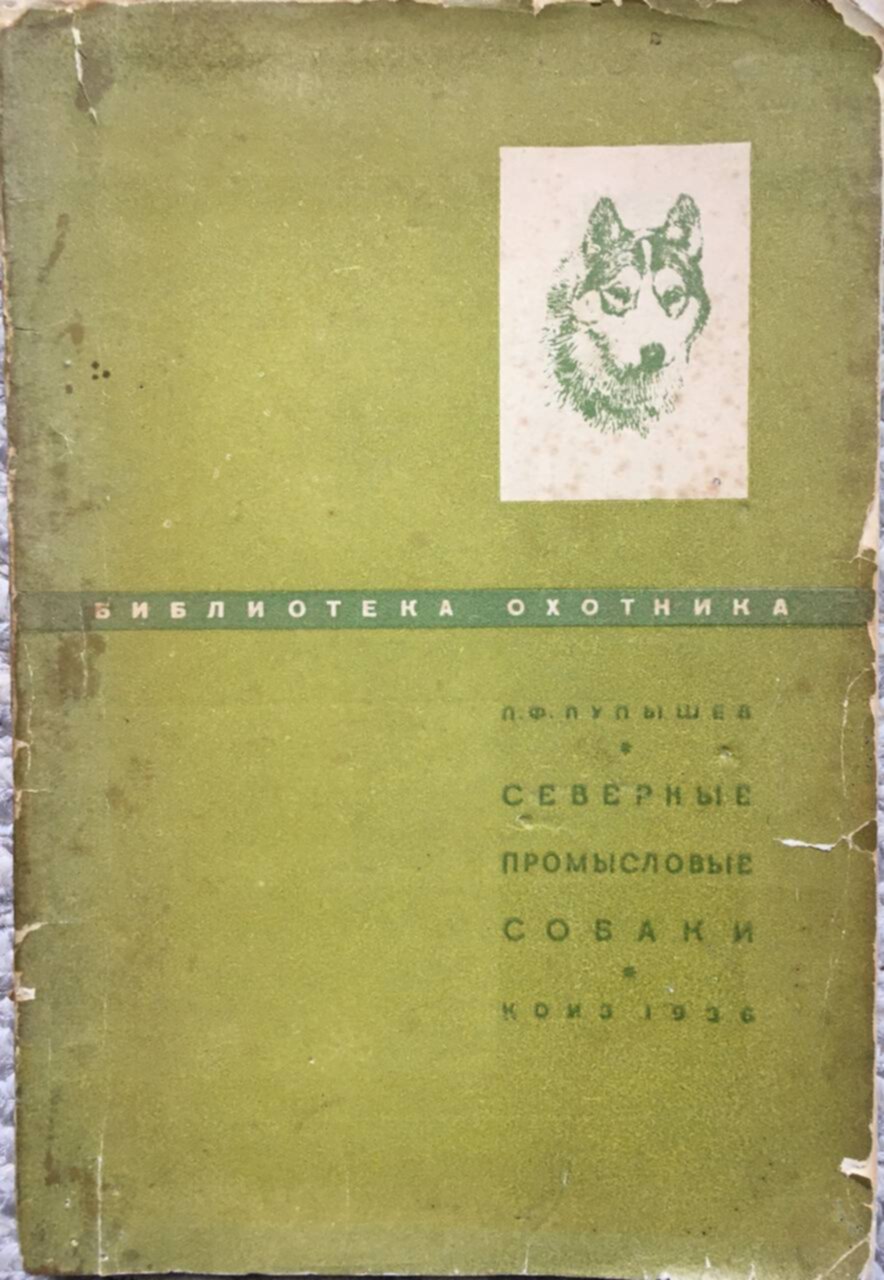 БИБЛИОТЕКА ОХОТНИКА
П.Ф. ПУПЫШЕВ
СЕВЕРНЫЕ
ПРОМЫСЛОВЫЕ
СОБАКИ
КОИЗ 1936